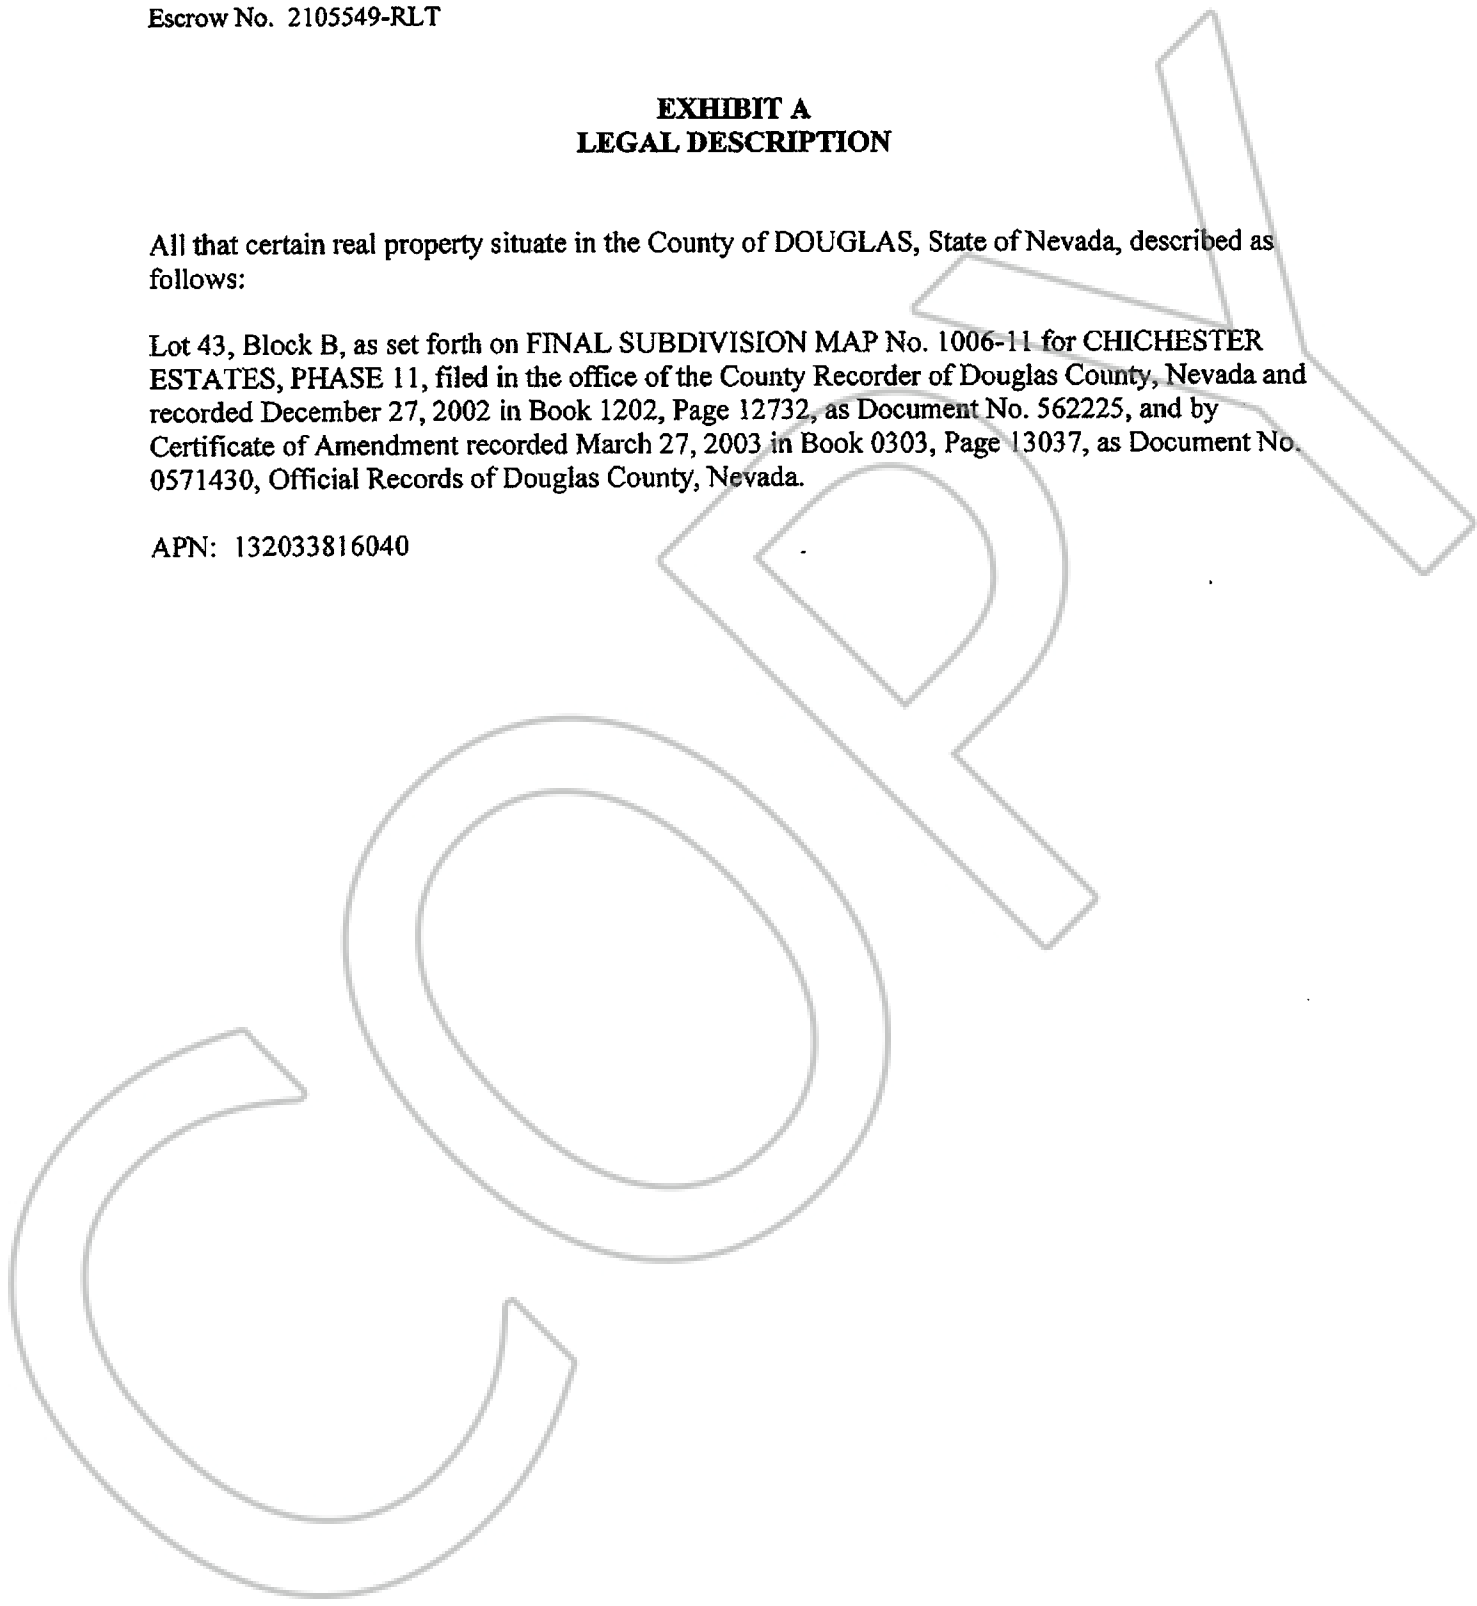 Escrow No. 2105549-RLT
EXHIBIT A
LEGAL DESCRIPTION
All that certain real property situate in the County of DOUGLAS, State of Nevada, described as
follows:
Lot 43, Block B, as set forth on FINAL SUBDIVISION MAP No. 1006-11 for CHICHESTER
ESTATES, PHASE 11, filed in the office of the County Recorder of Douglas County, Nevada and
recorded December 27, 2002 in Book 1202, Page 12732, as Document No. 562225, and by
Certificate of Amendment recorded March 27, 2003 in Book 0303, Page 13037, as Document No.
0571430, Official Records of Douglas County, Nevada.
APN: 132033816040
COPY